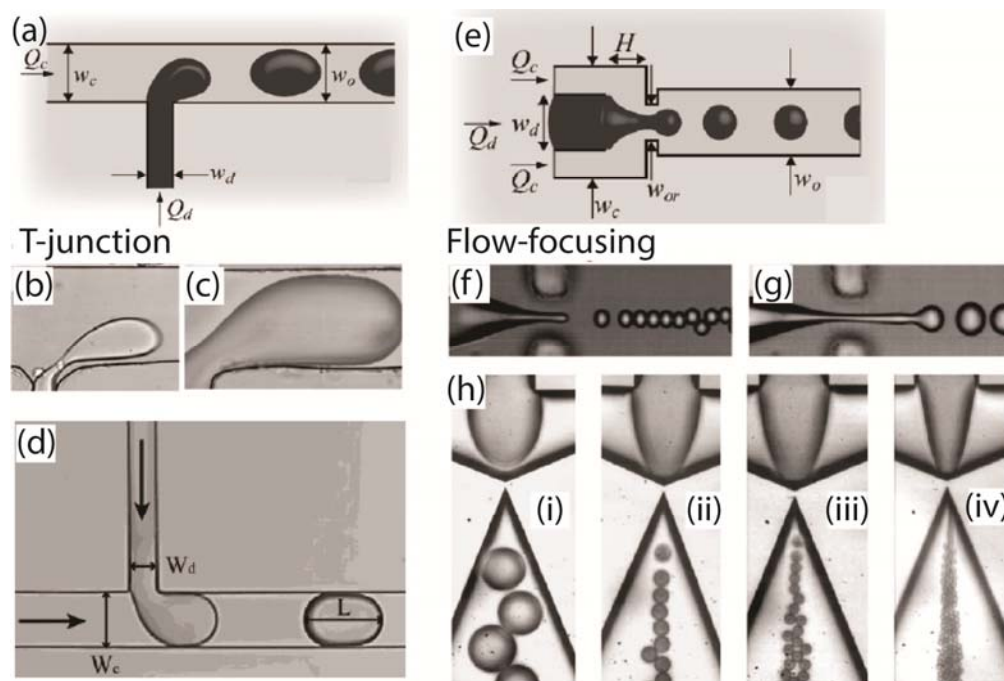 (a)
Q_c
w_c
w_o
w_d
Q_d
T-junction
(b)
(c)
(d)
W_d
L
W_c
(e)
H
Q_c
w_d
Q_d
Q_c
w_c
w_or
w_o
Flow-focusing
(f)
(g)
(h)
(i)
(ii)
(iii)
(iv)